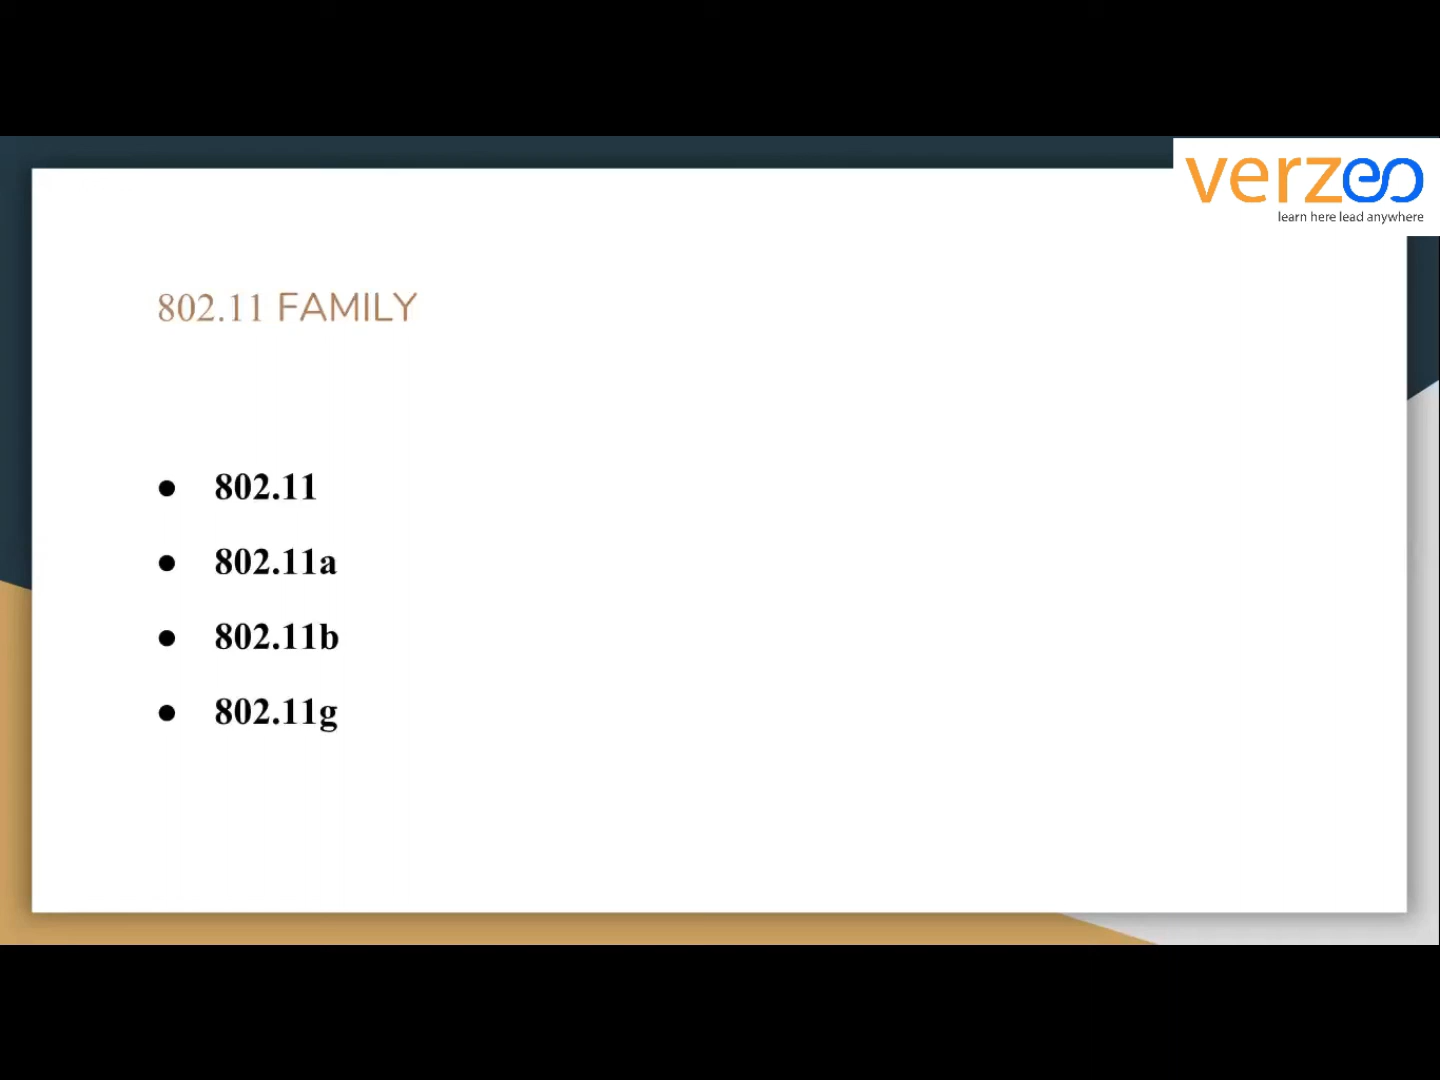 verzeo
learn here lead anywhere
802.11 FAMILY
● 802.11
● 802.11a
● 802.11b
● 802.11g